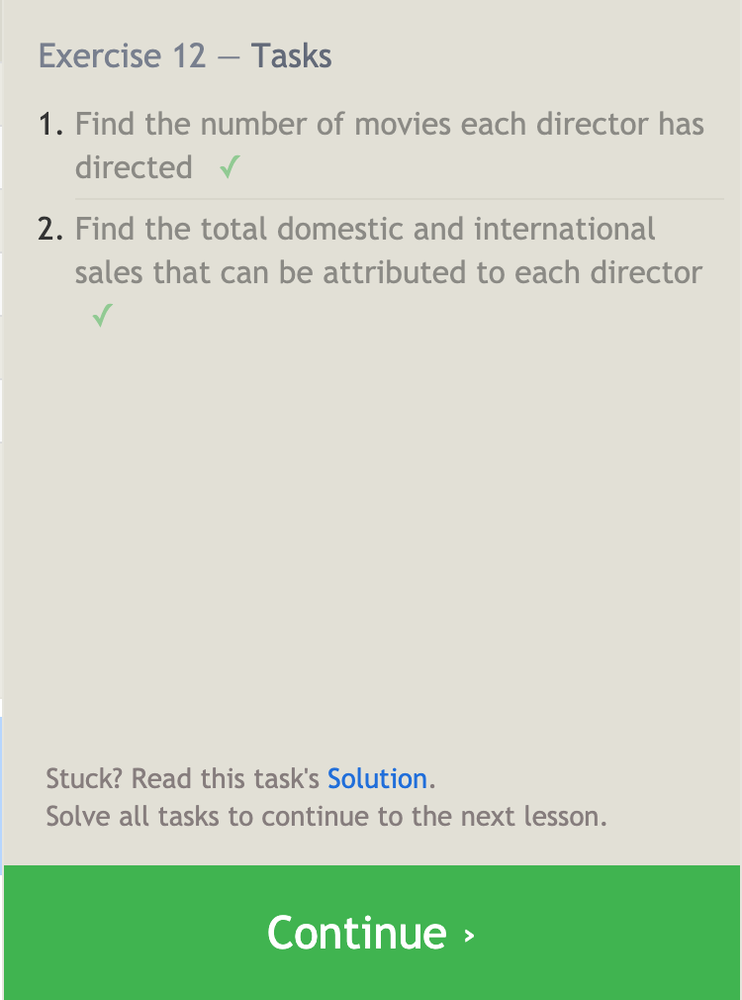 Exercise 12 — Tasks
1. Find the number of movies each director has
directed ✓
2. Find the total domestic and international
sales that can be attributed to each director
✓
Stuck? Read this task's Solution.
Solve all tasks to continue to the next lesson.
Continue ›